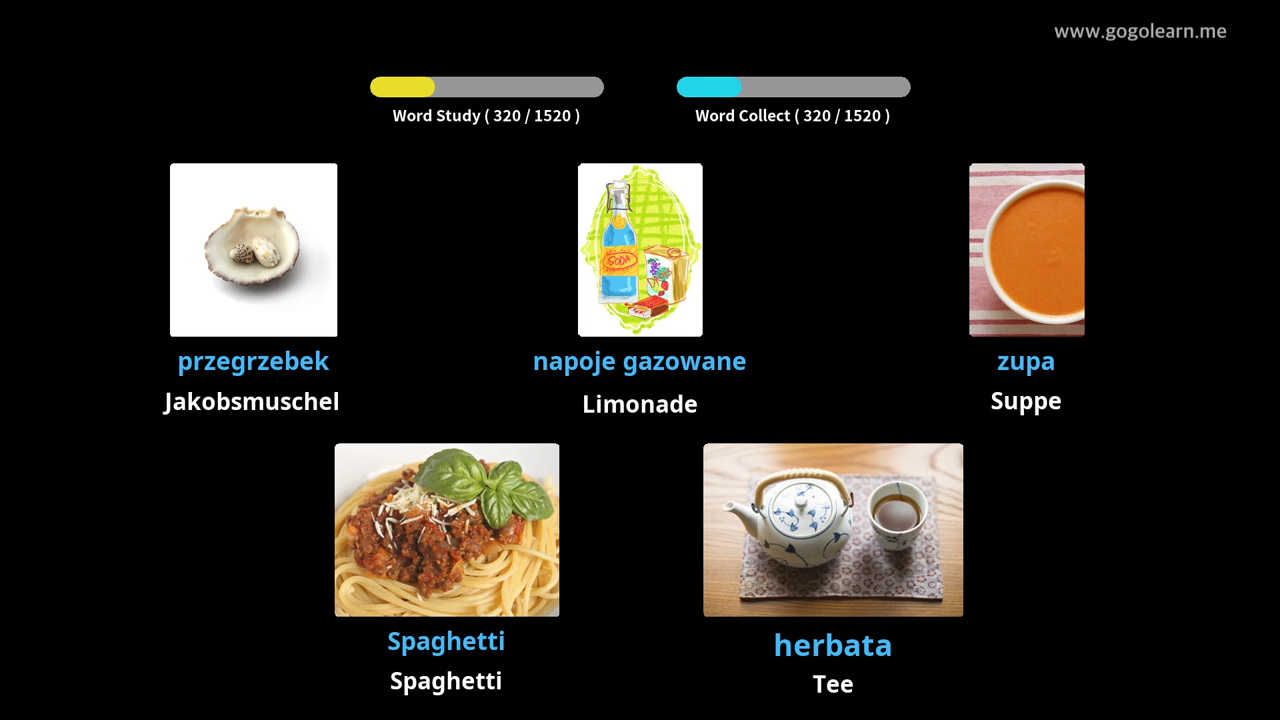 www.gogolearn.me
Word Study ( 320 / 1520 )
Word Collect ( 320 / 1520 )
SODA
przegrzebek
napoje gazowane
zupa
Jakobsmuschel
Limonade
Suppe
Spaghetti
herbata
Spaghetti
Tee